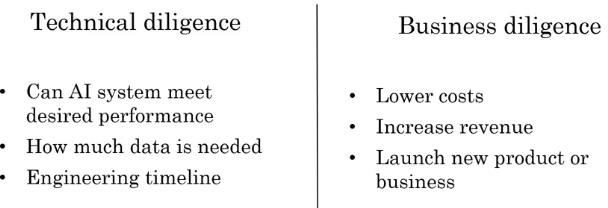 Technical diligence
• Can AI system meet
desired performance
• How much data is needed
• Engineering timeline
Business diligence
• Lower costs
• Increase revenue
• Launch new product or
business